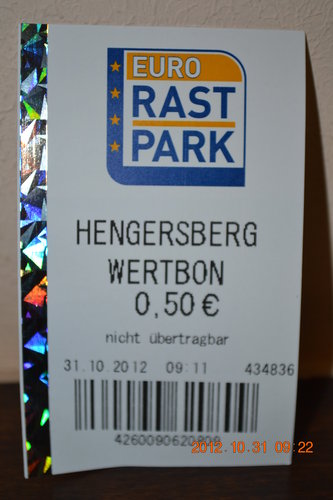 EURO
RAST
PARK
HENGERSBERG
WERTBON
0,50 €
nicht übertragbar
31.10.2012 09:11 434836
2012.10.31 09:22